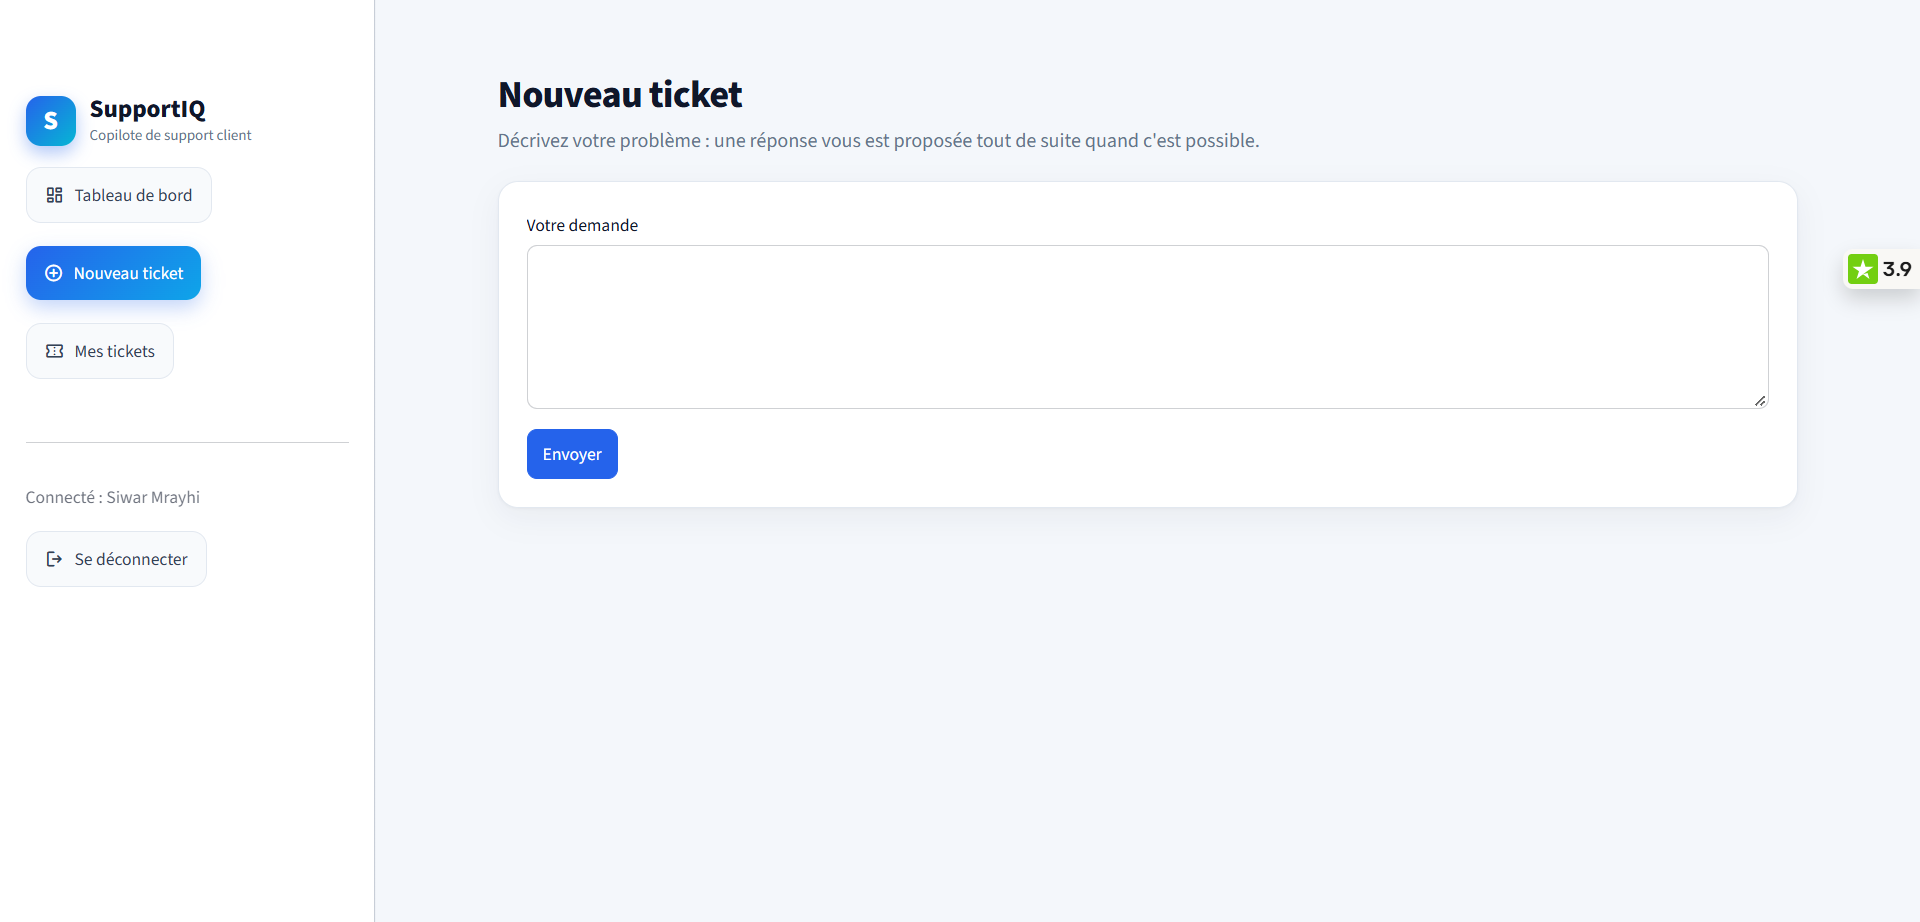 S
SupportIQ
Copilote de support client
Tableau de bord
Nouveau ticket
Mes tickets
Connecté : Siwar Mrayhi
Se déconnecter
Nouveau ticket
Décrivez votre problème : une réponse vous est proposée tout de suite quand c'est possible.
Votre demande
Envoyer
3.9